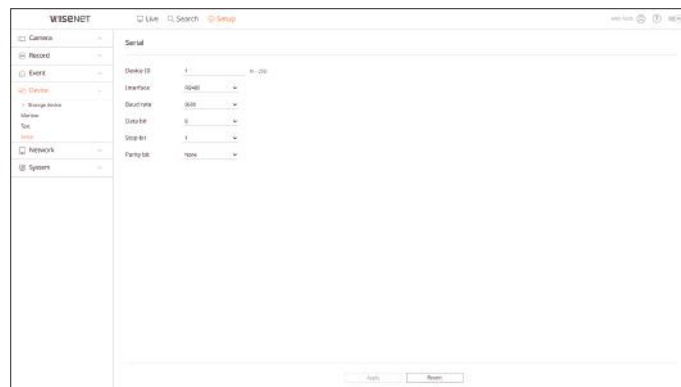 WISENET
Live Search Setup
Camera
Record
Event
Device
Storage device
Monitor
Text
Serial
Network
System
Serial
Device ID 1
Interface RS485
Baud rate 9600
Data bit 8
Stop bit 1
Parity bit None
Apply Revert